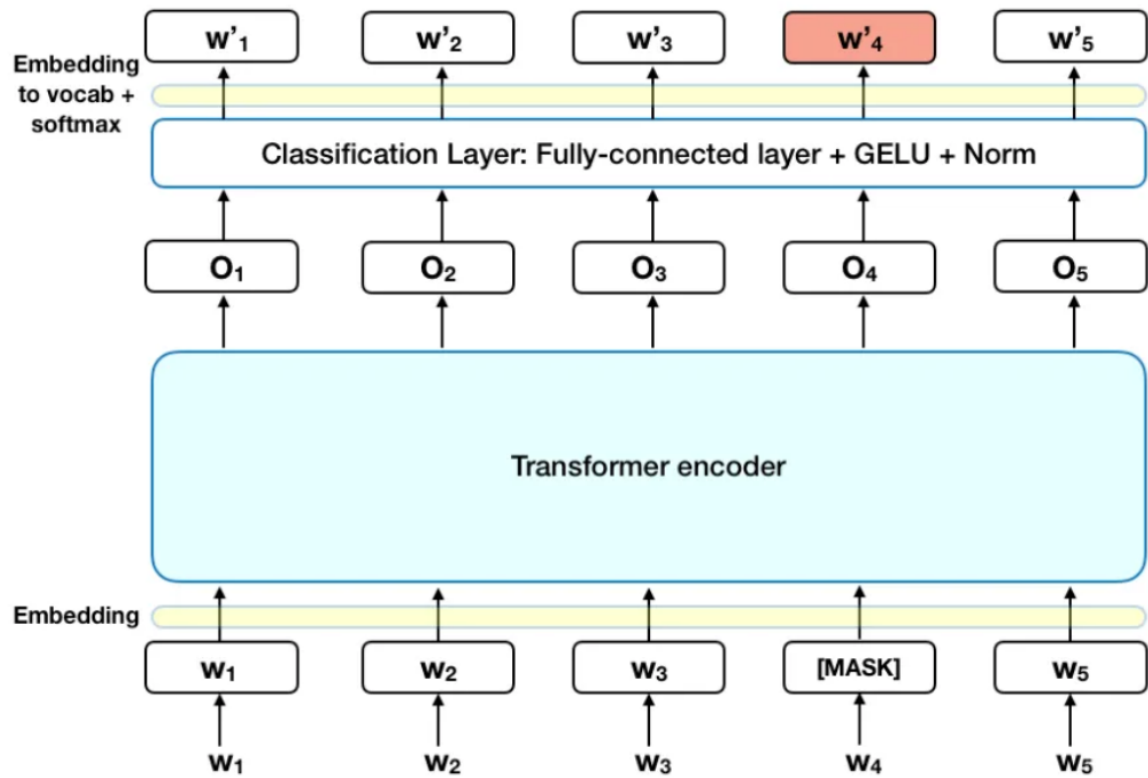 w’1 w’2 w’3 w’4 w’5
Embedding
to vocab +
softmax
Classification Layer: Fully-connected layer + GELU + Norm
O1 O2 O3 O4 O5
Transformer encoder
Embedding
w1 w2 w3 [MASK] w5
w1 w2 w3 w4 w5